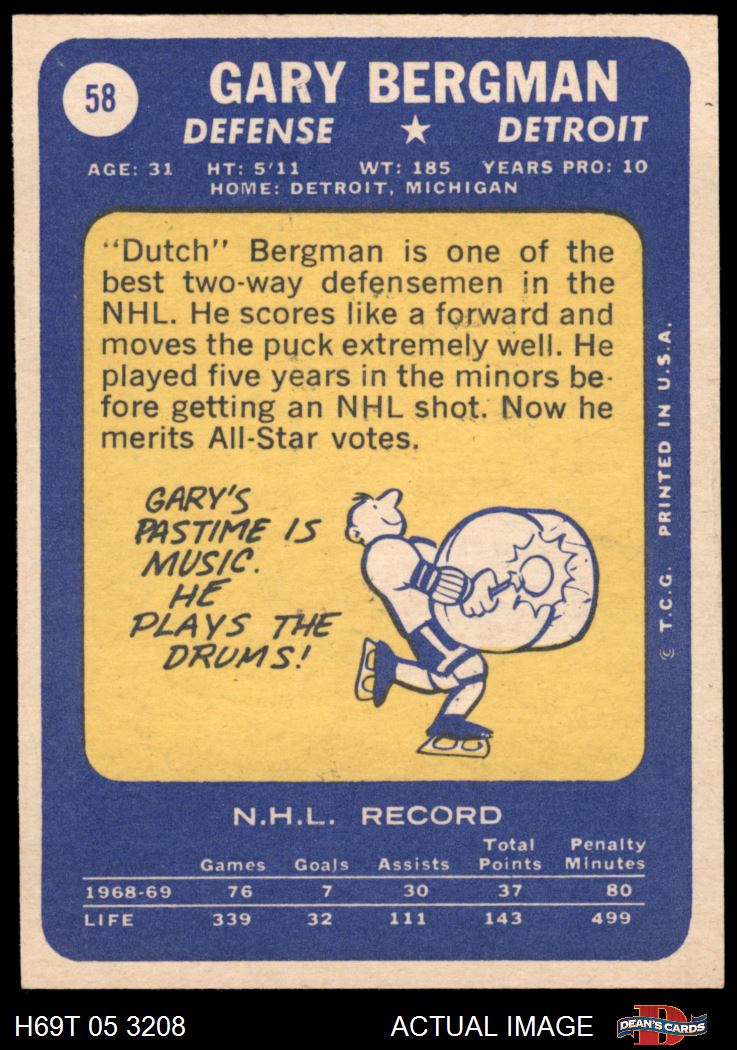 58
GARY BERGMAN
DEFENSE ★ DETROIT
AGE: 31 HT: 5'11 WT: 185 YEARS PRO: 10
HOME: DETROIT, MICHIGAN
"Dutch" Bergman is one of the
best two-way defensemen in the
NHL. He scores like a forward and
moves the puck extremely well. He
played five years in the minors be-
fore getting an NHL shot. Now he
merits All-Star votes.
GARY'S
PASTIME IS
MUSIC.
HE
PLAYS THE
DRUMS!
© T.C.G. PRINTED IN U.S.A.
N.H.L. RECORD
Games Goals Assists Total Points Penalty Minutes
1968-69 76 7 30 37 80
LIFE 339 32 111 143 499
H69T 05 3208 ACTUAL IMAGE DEAN'S CARDS